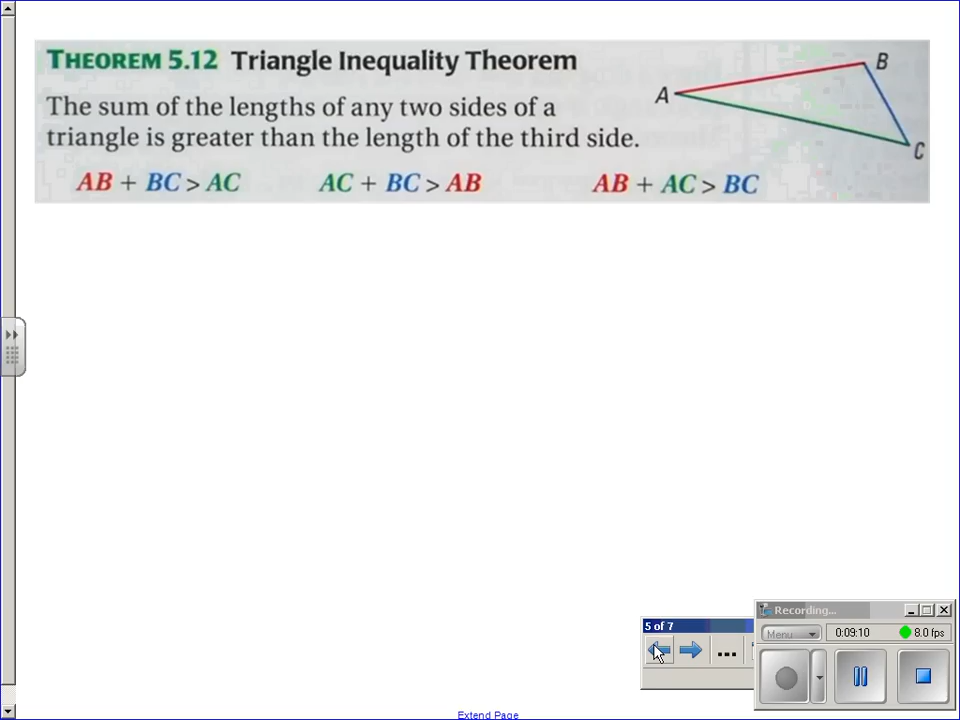 THEOREM 5.12 Triangle Inequality Theorem
The sum of the lengths of any two sides of a
triangle is greater than the length of the third side.
AB + BC > AC AC + BC > AB AB + AC > BC
A
B
C
5 of 7
Recording...
Menu
0:09:10
8.0 fps
Extend Page